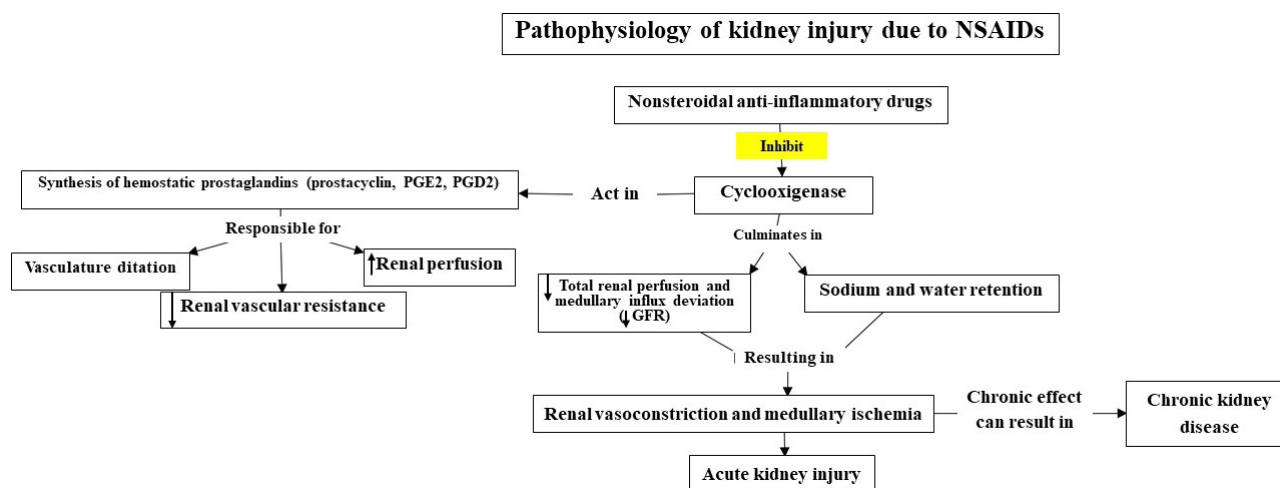 Pathophysiology of kidney injury due to NSAIDs
Nonsteroidal anti-inflammatory drugs
Inhibit
Cyclooxigenase
Act in
Synthesis of hemostatic prostaglandins (prostacyclin, PGE2, PGD2)
Responsible for
Vasculature ditation
↓ Renal vascular resistance
↑ Renal perfusion
Culminates in
↓ Total renal perfusion and
medullary influx deviation
(↓ GFR)
Sodium and water retention
Resulting in
Renal vasoconstriction and medullary ischemia
Chronic effect
can result in
Chronic kidney
disease
Acute kidney injury